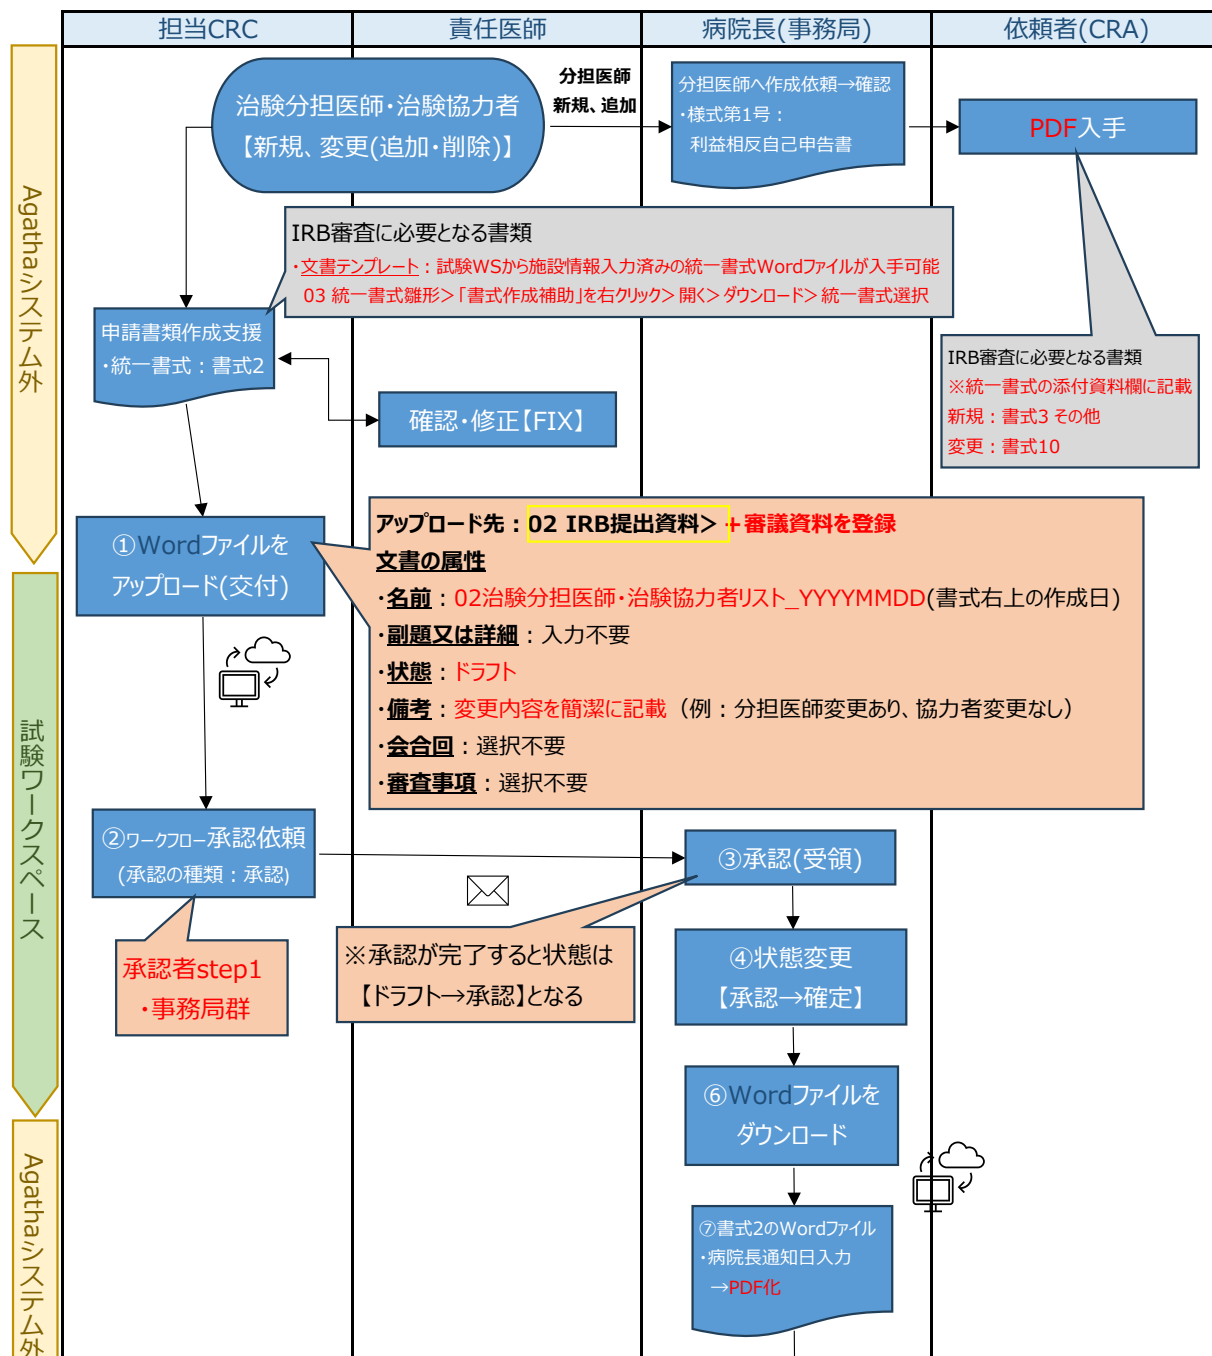 担当CRC
責任医師
病院長(事務局)
依頼者(CRA)
Agathaシステム外
治験分担医師・治験協力者
【新規、変更(追加・削除)】
分担医師
新規、追加
分担医師へ作成依頼→確認
・様式第1号：
利益相反自己申告書
PDF入手
IRB審査に必要となる書類
・文書テンプレート：試験WSから施設情報入力済みの統一書式Wordファイルが入手可能
03 統一書式雛形＞「書式作成補助」を右クリック＞開く＞ダウンロード＞統一書式選択
申請書類作成支援
・統一書式：書式2
確認・修正【FIX】
IRB審査に必要となる書類
※統一書式の添付資料欄に記載
新規：書式3 その他
変更：書式10
試験ワークスペース
①Wordファイルを
アップロード(交付)
アップロード先：02 IRB提出資料＞＋審議資料を登録
文書の属性
・名前：02治験分担医師・治験協力者リスト_YYYYMMDD(書式右上の作成日)
・副題又は詳細：入力不要
・状態：ドラフト
・備考：変更内容を簡潔に記載（例：分担医師変更あり、協力者変更なし）
・会合回：選択不要
・審査事項：選択不要
②ワークフロー承認依頼
(承認の種類：承認)
③承認(受領)
承認者step1
・事務局群
※承認が完了すると状態は
【ドラフト→承認】となる
④状態変更
【承認→確定】
⑥Wordファイルを
ダウンロード
Agathaシステム外
⑦書式2のWordファイル
・病院長通知日入力
→PDF化